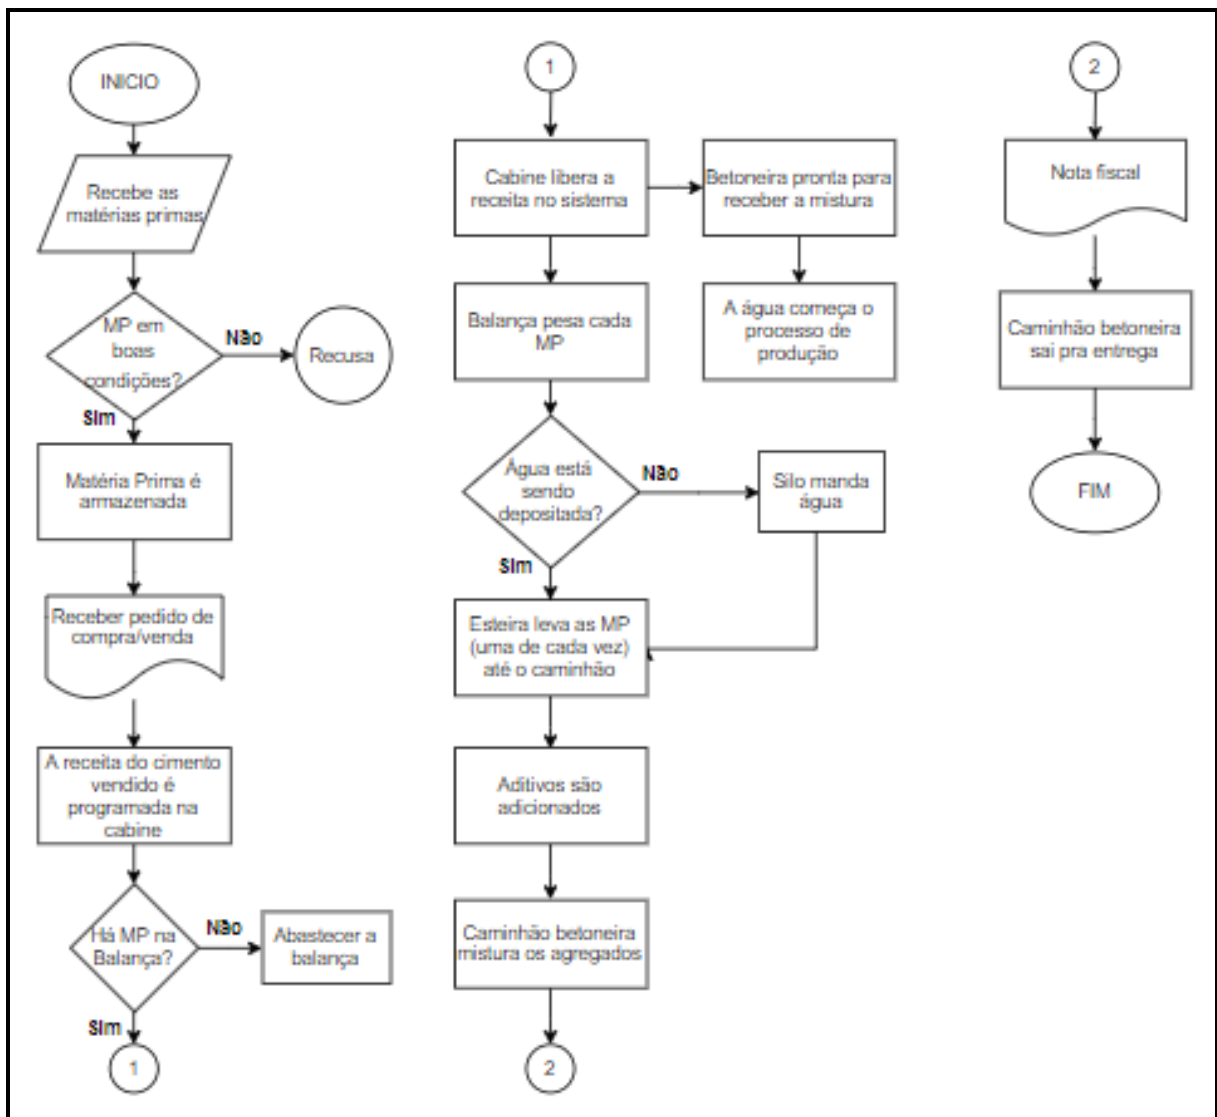 INICIO
Recebe as
matérias primas
MP em
boas
condições?
Não
Recusa
Sim
Matéria Prima é
armazenada
Receber pedido de
compra/venda
A receita do cimento
vendido é
programada na
cabine
Há MP na
Balança?
Não
Abastecer a
balança
Sim
1
1
Cabine libera a
receita no sistema
Betoneira pronta para
receber a mistura
Balança pesa cada
MP
A água começa o
processo de
produção
Água está
sendo
depositada?
Não
Silo manda
água
Sim
Esteira leva as MP
(uma de cada vez)
até o caminhão
Aditivos são
adicionados
Caminhão betoneira
mistura os agregados
2
2
Nota fiscal
Caminhão betoneira
sai pra entrega
FIM